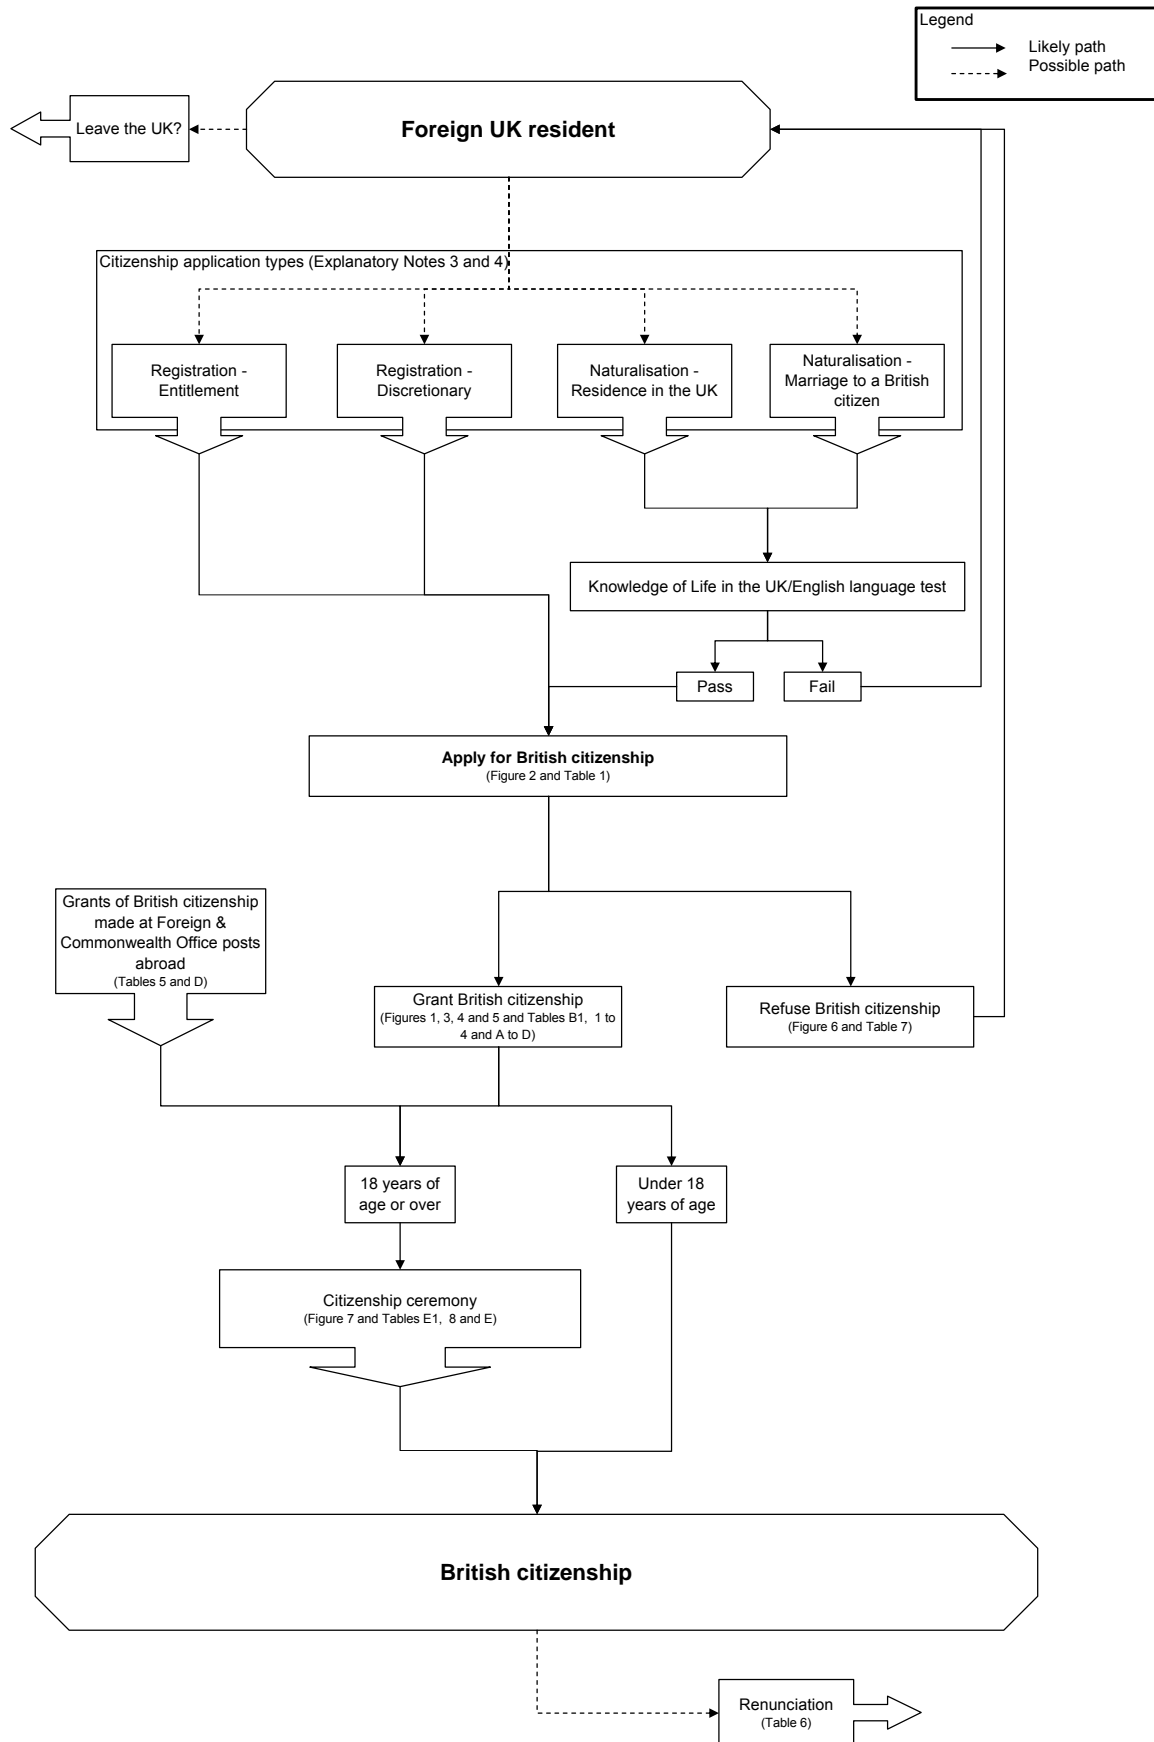 Legend
Likely path
Possible path
Leave the UK?
Foreign UK resident
Citizenship application types (Explanatory Notes 3 and 4)
Registration -
Entitlement
Registration -
Discretionary
Naturalisation -
Residence in the UK
Naturalisation -
Marriage to a British
citizen
Knowledge of Life in the UK/English language test
Pass
Fail
Apply for British citizenship
(Figure 2 and Table 1)
Grants of British citizenship
made at Foreign &
Commonwealth Office posts
abroad
(Tables 5 and D)
Grant British citizenship
(Figures 1, 3, 4 and 5 and Tables B1, 1 to
4 and A to D)
Refuse British citizenship
(Figure 6 and Table 7)
18 years of
age or over
Under 18
years of age
Citizenship ceremony
(Figure 7 and Tables E1, 8 and E)
British citizenship
Renunciation
(Table 6)